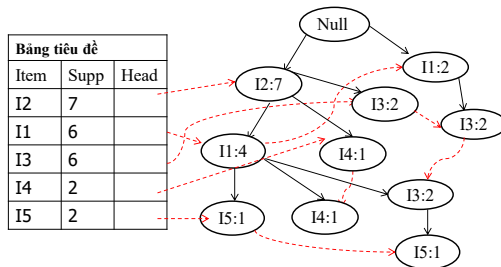 Null
Bảng tiêu đề
Item Supp Head
I2 7
I1 6
I3 6
I4 2
I5 2
I2:7
I1:2
I3:2
I3:2
I1:4
I4:1
I3:2
I5:1
I4:1
I5:1